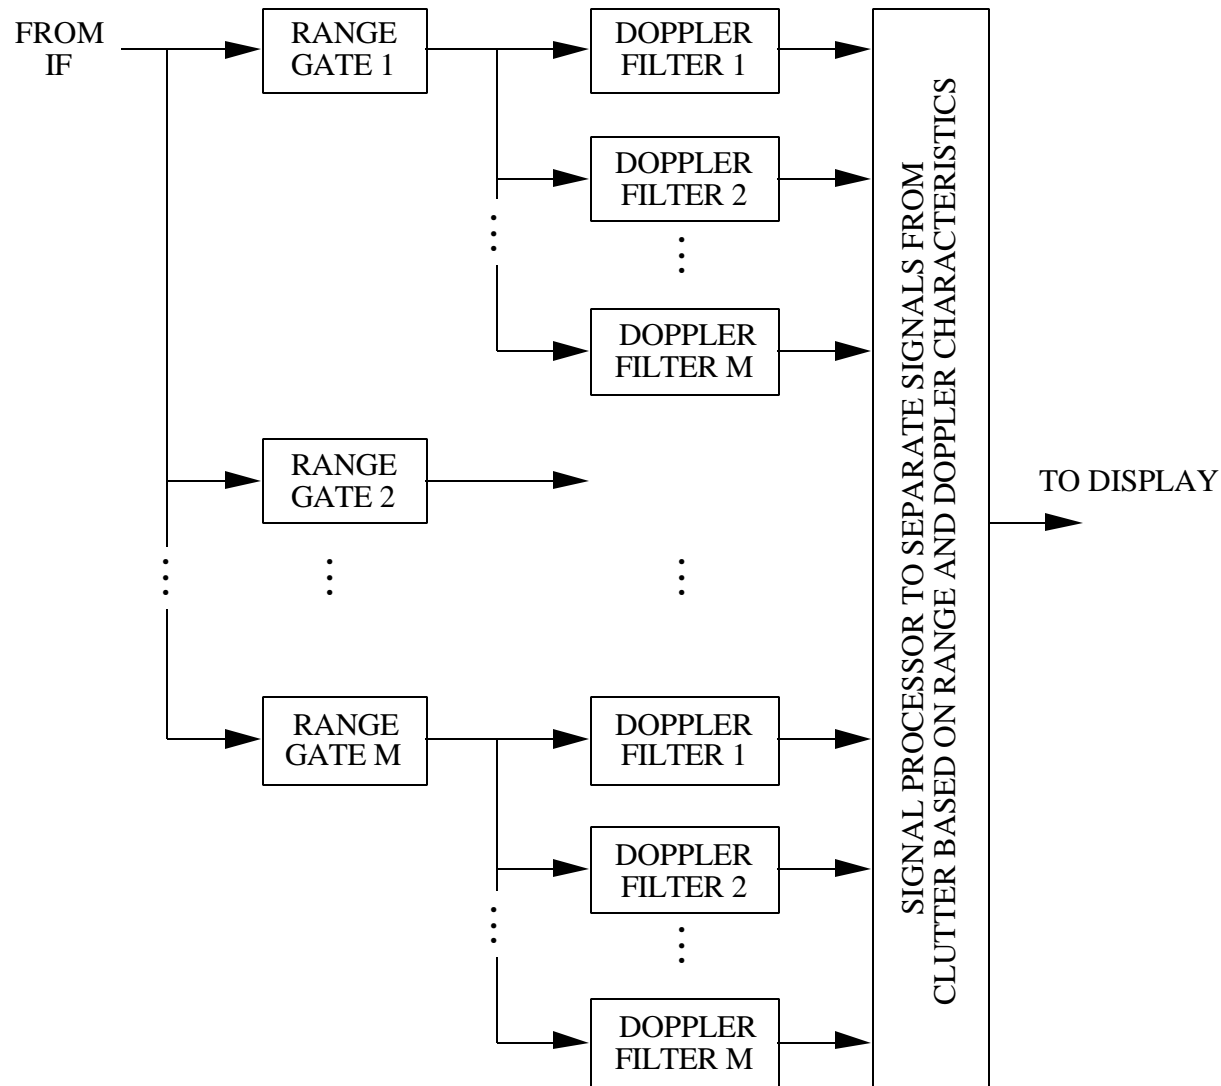 FROM
IF
RANGE
GATE 1
DOPPLER
FILTER 1
DOPPLER
FILTER 2
DOPPLER
FILTER M
RANGE
GATE 2
RANGE
GATE M
DOPPLER
FILTER 1
DOPPLER
FILTER 2
DOPPLER
FILTER M
SIGNAL PROCESSOR TO SEPARATE SIGNALS FROM
CLUTTER BASED ON RANGE AND DOPPLER CHARACTERISTICS
TO DISPLAY